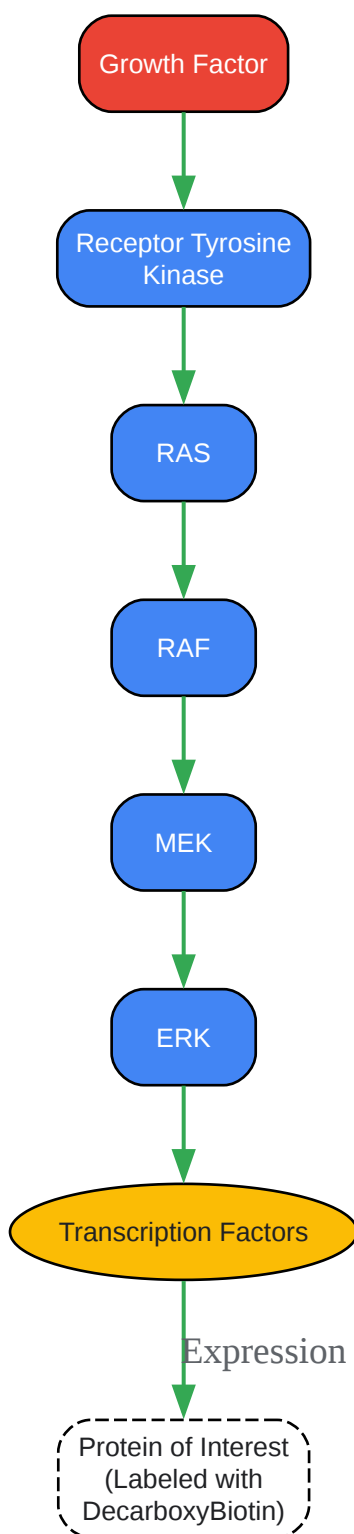 Growth Factor
Receptor Tyrosine
Kinase
RAS
RAF
MEK
ERK
Transcription Factors
Expression
Protein of Interest
(Labeled with
DecarboxyBiotin)